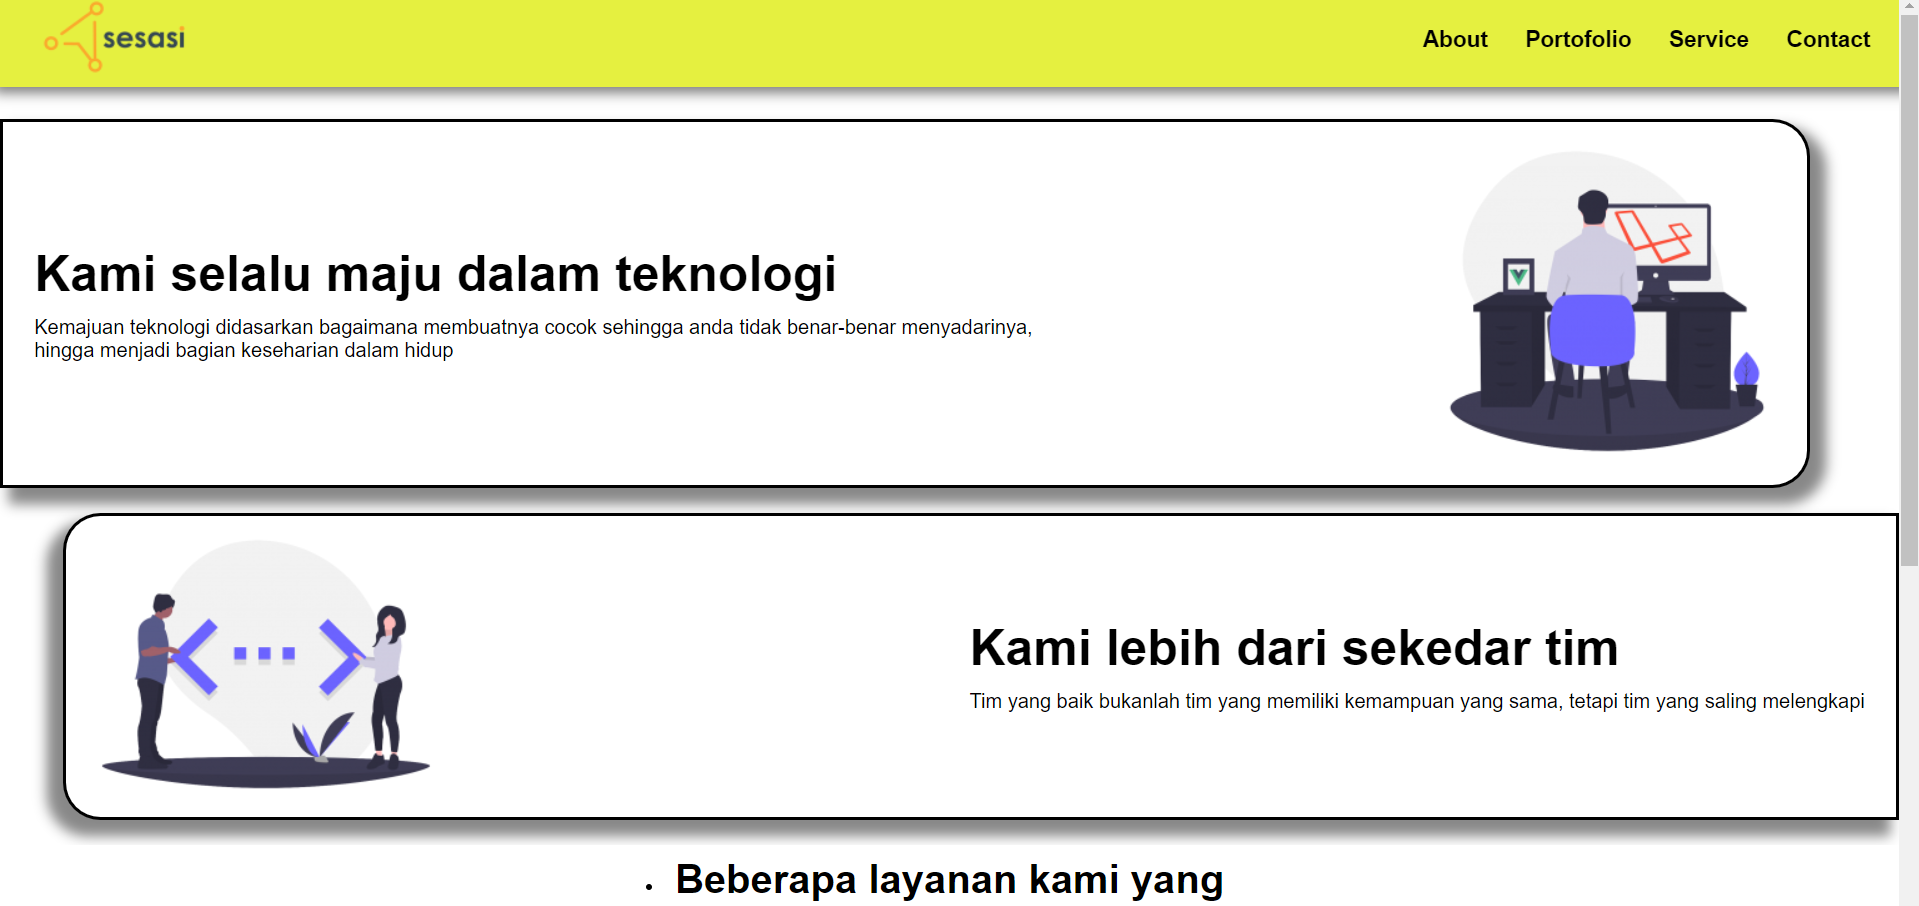 sesasi
About Portofolio Service Contact
Kami selalu maju dalam teknologi
Kemajuan teknologi didasarkan bagaimana membuatnya cocok sehingga anda tidak benar-benar menyadarinya,
hingga menjadi bagian keseharian dalam hidup
Kami lebih dari sekedar tim
Tim yang baik bukanlah tim yang memiliki kemampuan yang sama, tetapi tim yang saling melengkapi
• Beberapa layanan kami yang